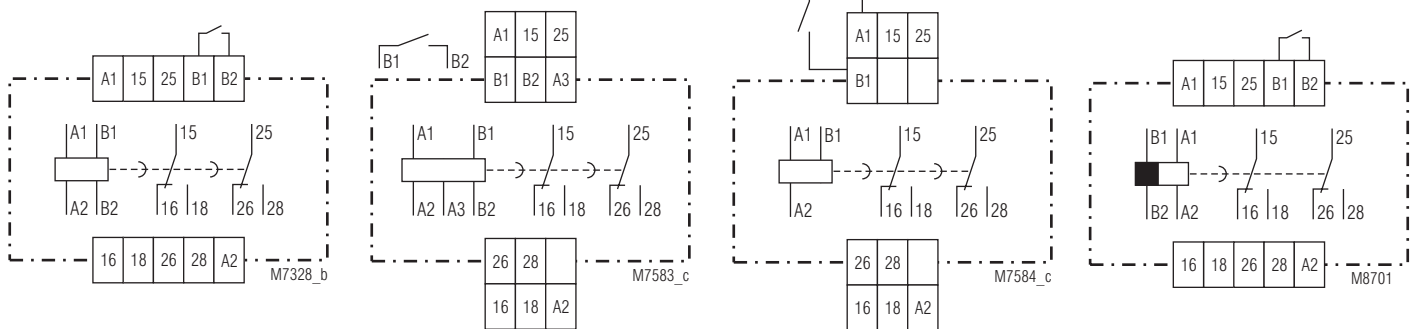 A1 15 25 B1 B2
A1 B1 15 25
A2 B2 16 18 26 28
16 18 26 28 A2
M7328_b
A1 15 25
B1 B2
B1 B2 A3
A1 B1 15 25
A2 A3 B2 16 18 26 28
26 28
M7583_c
16 18 A2
A1 15 25
B1
A1 B1 15 25
A2 16 18 26 28
26 28
M7584_c
16 18 A2
A1 15 25 B1 B2
B1 A1 15 25
B2 A2 16 18 26 28
16 18 26 28 A2
M8701